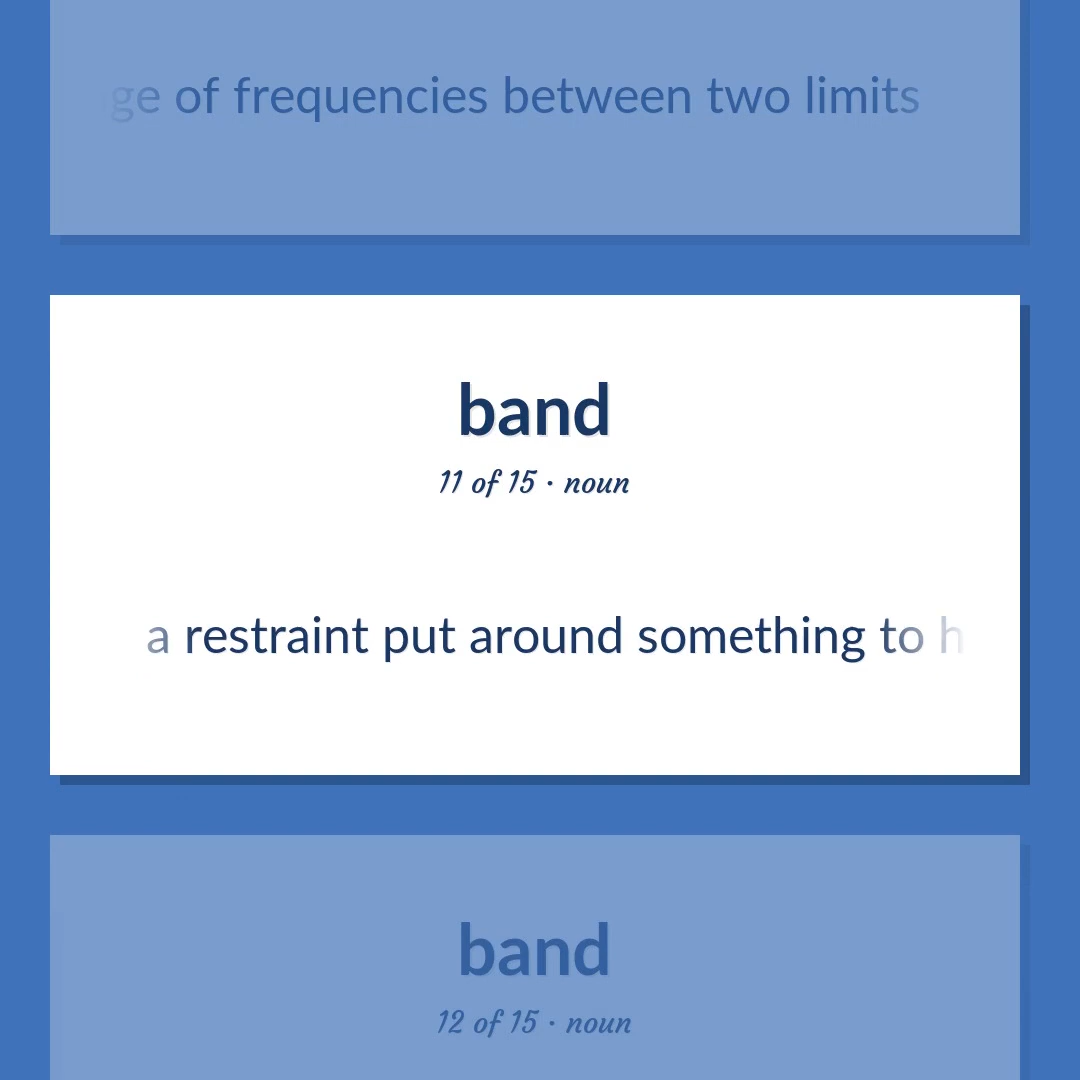 of frequencies between two limits
band
11 of 15 · noun
a restraint put around something to
band
12 of 15 · noun